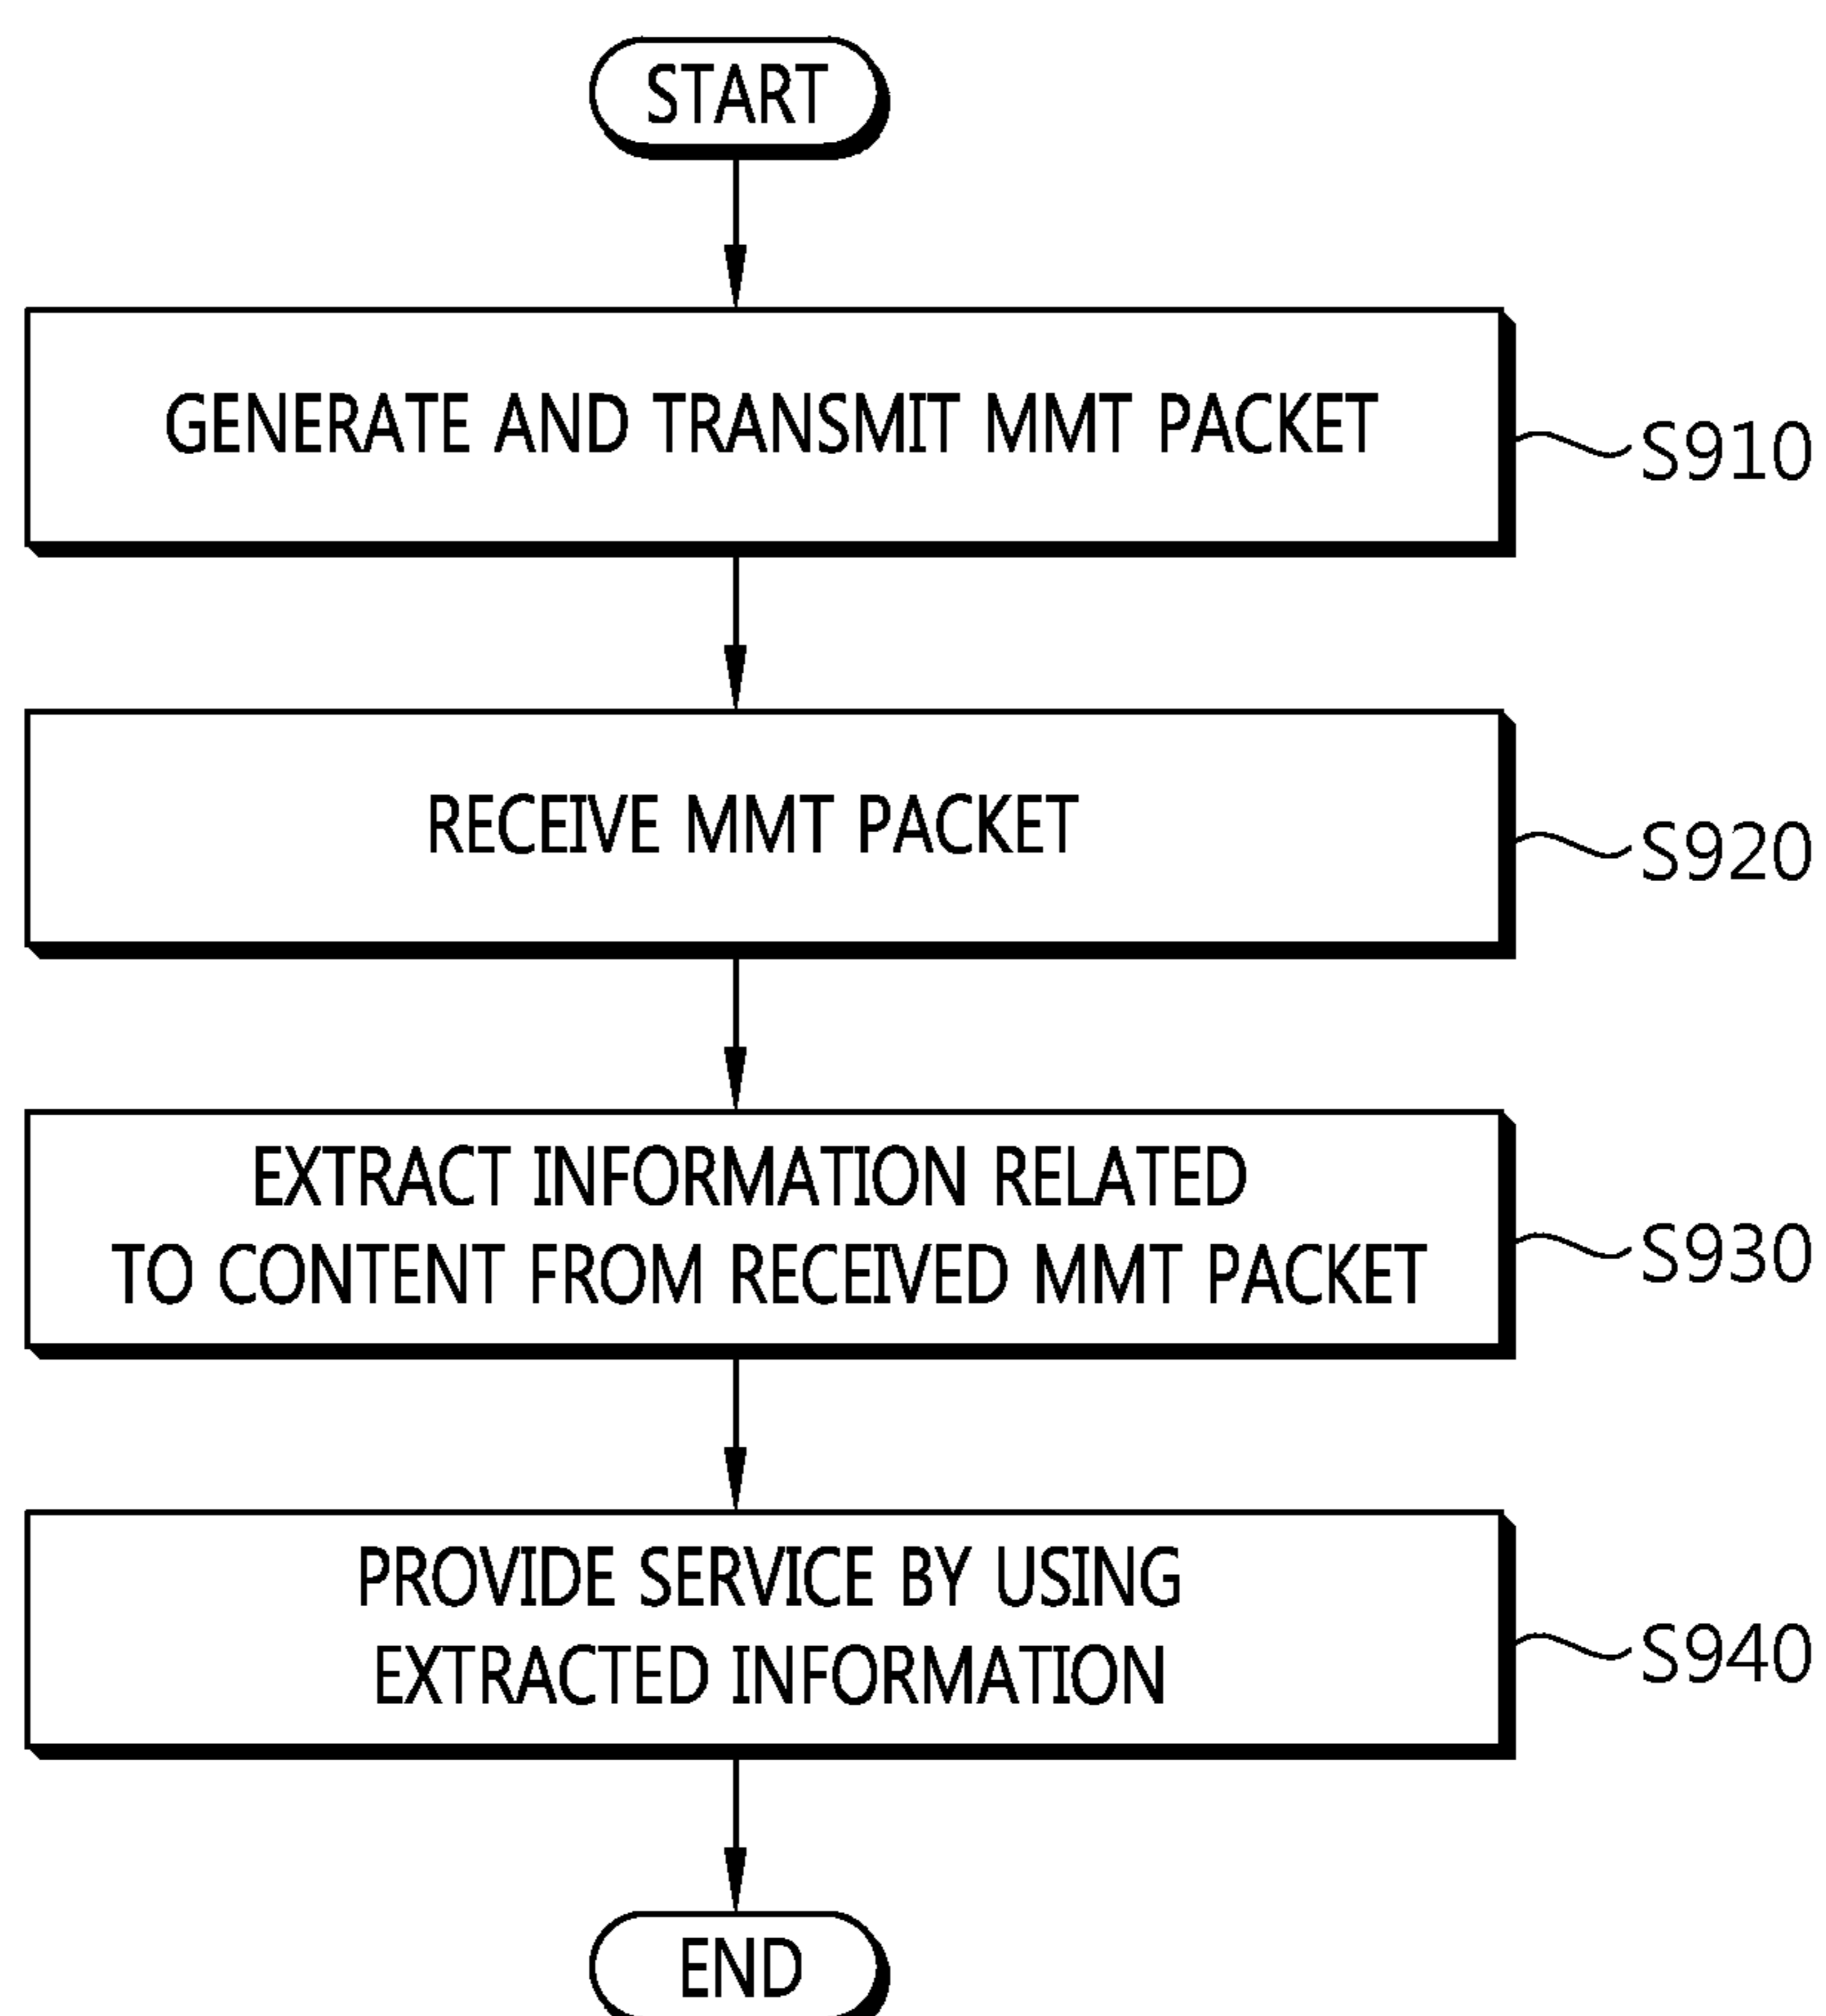 START
GENERATE AND TRANSMIT MMT PACKET
S910
RECEIVE MMT PACKET
S920
EXTRACT INFORMATION RELATED
TO CONTENT FROM RECEIVED MMT PACKET
S930
PROVIDE SERVICE BY USING
EXTRACTED INFORMATION
S940
END